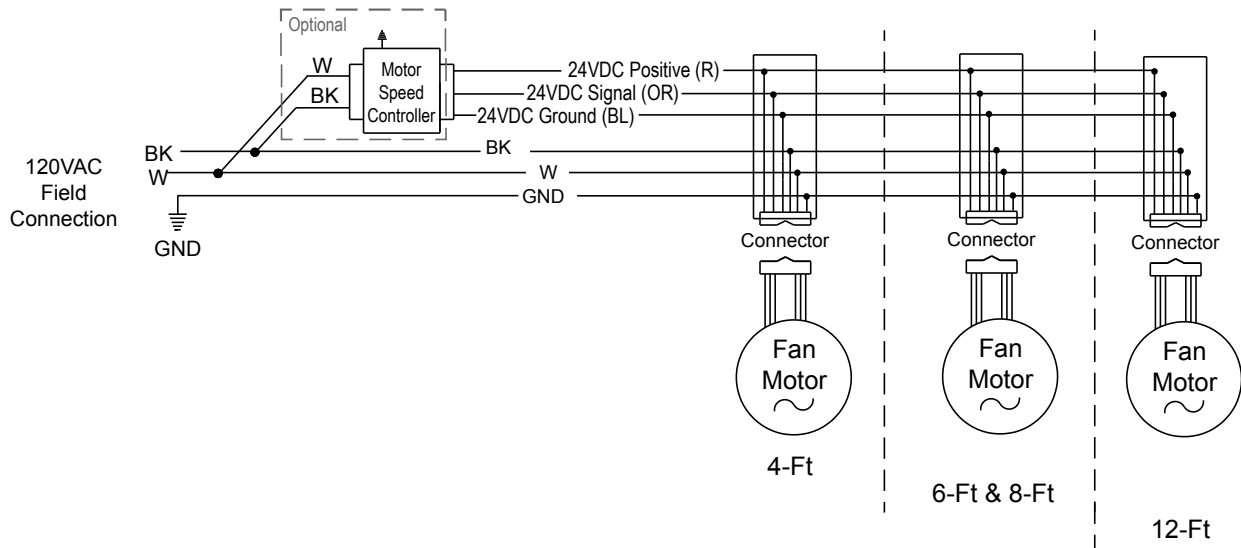 Optional
W
BK
Motor
Speed
Controller
24VDC Positive (R)
24VDC Signal (OR)
24VDC Ground (BL)
120VAC
Field
Connection
BK
W
BK
W
GND
GND
Connector
Connector
Connector
Fan
Motor
Fan
Motor
Fan
Motor
4-Ft
6-Ft & 8-Ft
12-Ft